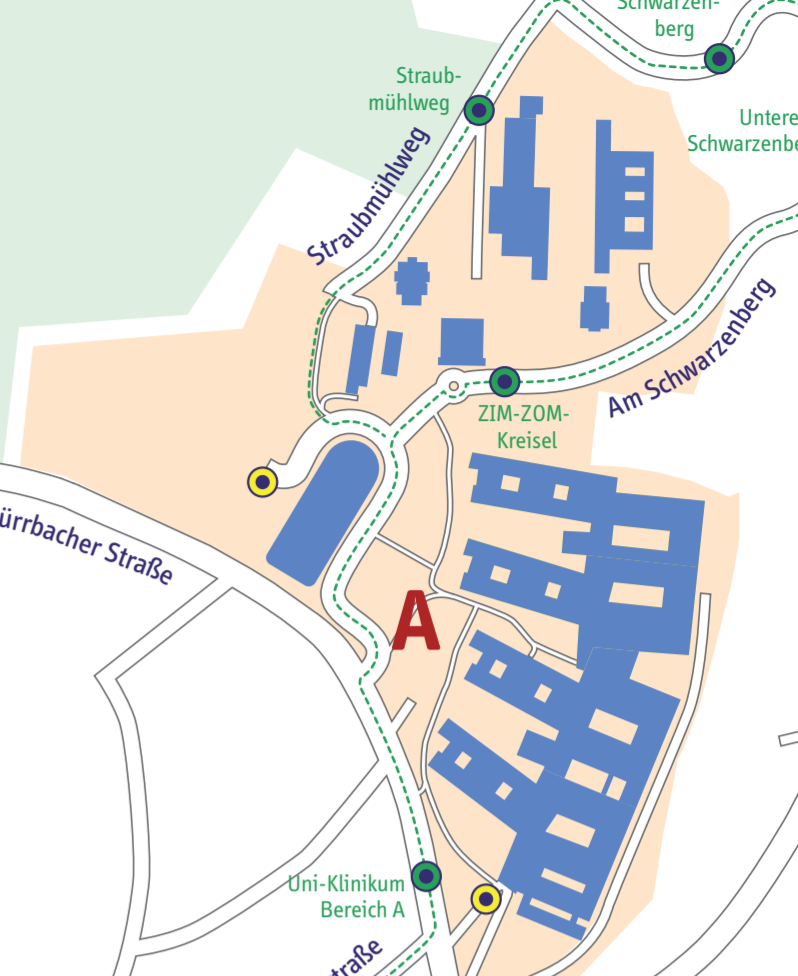 Schwarzen-
berg
Straub-
mühlweg
Untere
Schwarzenbe
Straubmühlweg
Am Schwarzenberg
ZIM-ZOM-
Kreisel
ürrbacher Straße
A
Uni-Klinikum
Bereich A
traße